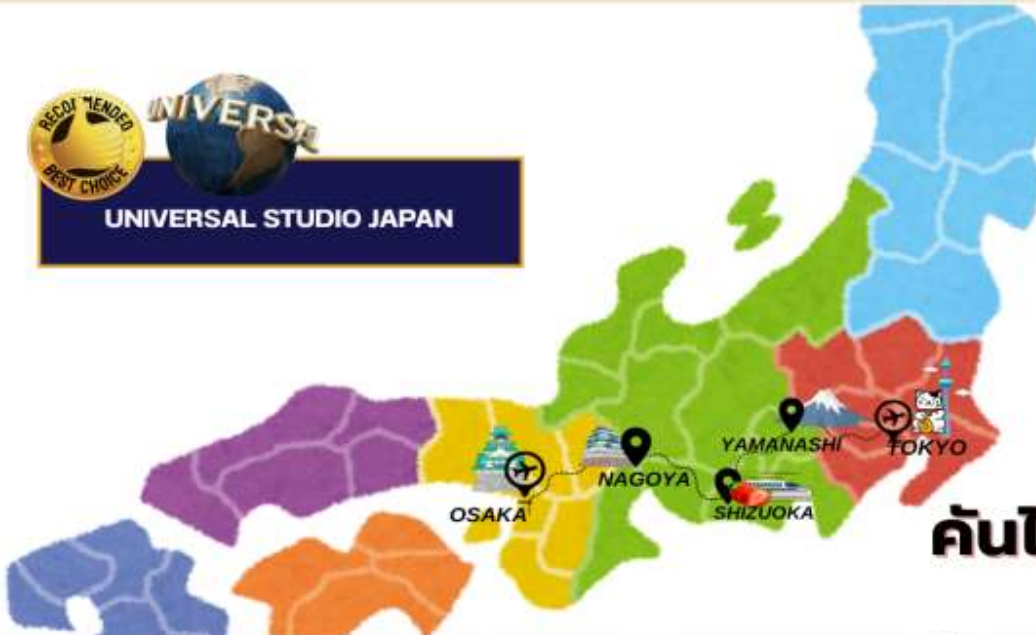 RECOMMENDED
BEST CHOICE
UNIVERSAL
UNIVERSAL STUDIO JAPAN
YAMANASHI
TOKYO
NAGOYA
OSAKA
SHIZUOKA